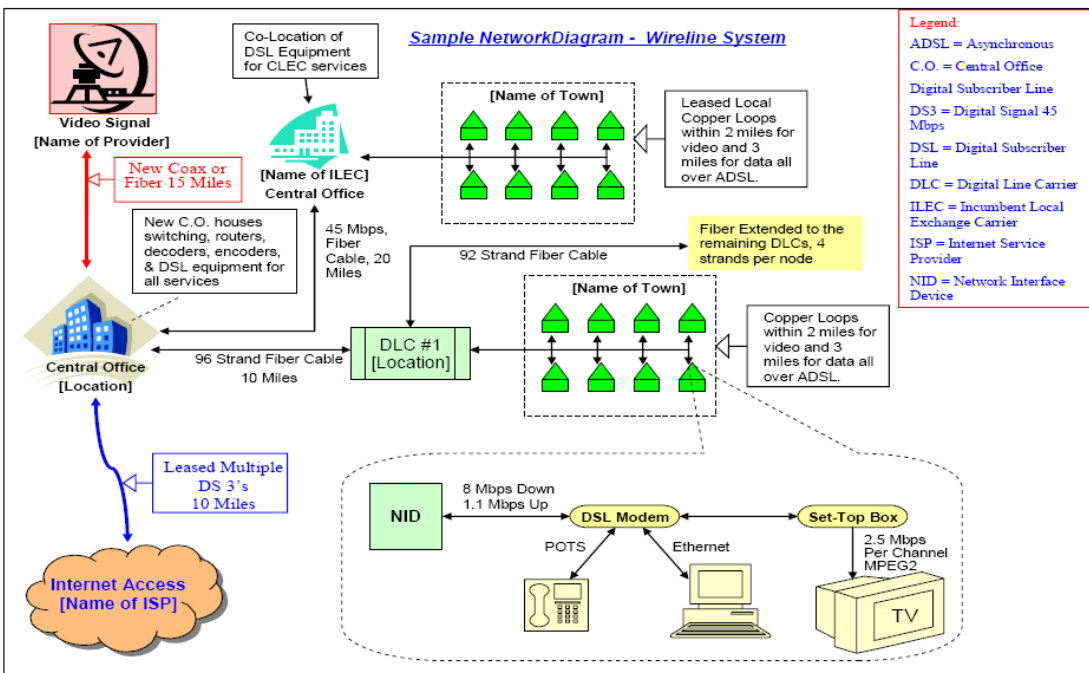 Sample NetworkDiagram - Wireline System
Video Signal
[Name of Provider]
New Coax or
Fiber 15 Miles
Co-Location of
DSL Equipment
for CLEC services
[Name of ILEC]
Central Office
[Name of Town]
Leased Local
Copper Loops
within 2 miles for
video and 3
miles for data all
over ADSL.
New C.O. houses
switching, routers,
decoders, encoders,
& DSL equipment for
all services
45 Mbps,
Fiber
Cable, 20
Miles
92 Strand Fiber Cable
Fiber Extended to the
remaining DLCs, 4
strands per node
Central Office
[Location]
96 Strand Fiber Cable
10 Miles
DLC #1
[Location]
[Name of Town]
Copper Loops
within 2 miles for
video and 3
miles for data all
over ADSL.
Leased Multiple
DS 3's
10 Miles
Internet Access
[Name of ISP]
NID
8 Mbps Down
1.1 Mbps Up
DSL Modem
Set-Top Box
POTS
Ethernet
2.5 Mbps
Per Channel
MPEG2
TV
Legend:
ADSL = Asynchronous
C.O. = Central Office
Digital Subscriber Line
DS3 = Digital Signal 45
Mbps
DSL = Digital Subscriber
Line
DLC = Digital Line Carrier
ILEC = Incumbent Local
Exchange Carrier
ISP = Internet Service
Provider
NID = Network Interface
Device